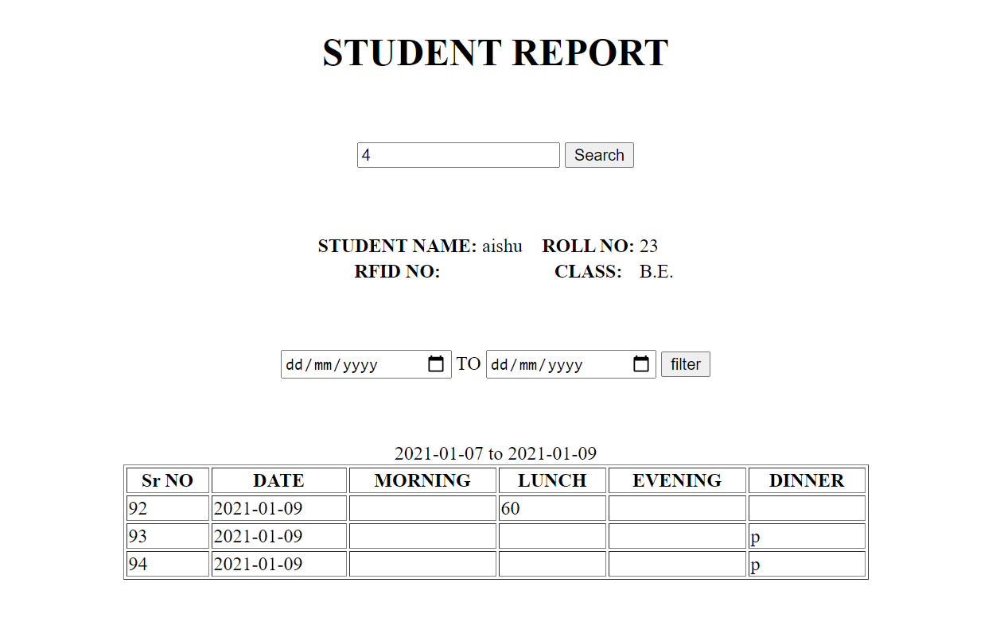 STUDENT REPORT
4 Search
STUDENT NAME: aishu ROLL NO: 23
RFID NO: CLASS: B.E.
dd/mm/yyyy TO dd/mm/yyyy filter
2021-01-07 to 2021-01-09
Sr NO DATE MORNING LUNCH EVENING DINNER
92 2021-01-09 60
93 2021-01-09 p
94 2021-01-09 p